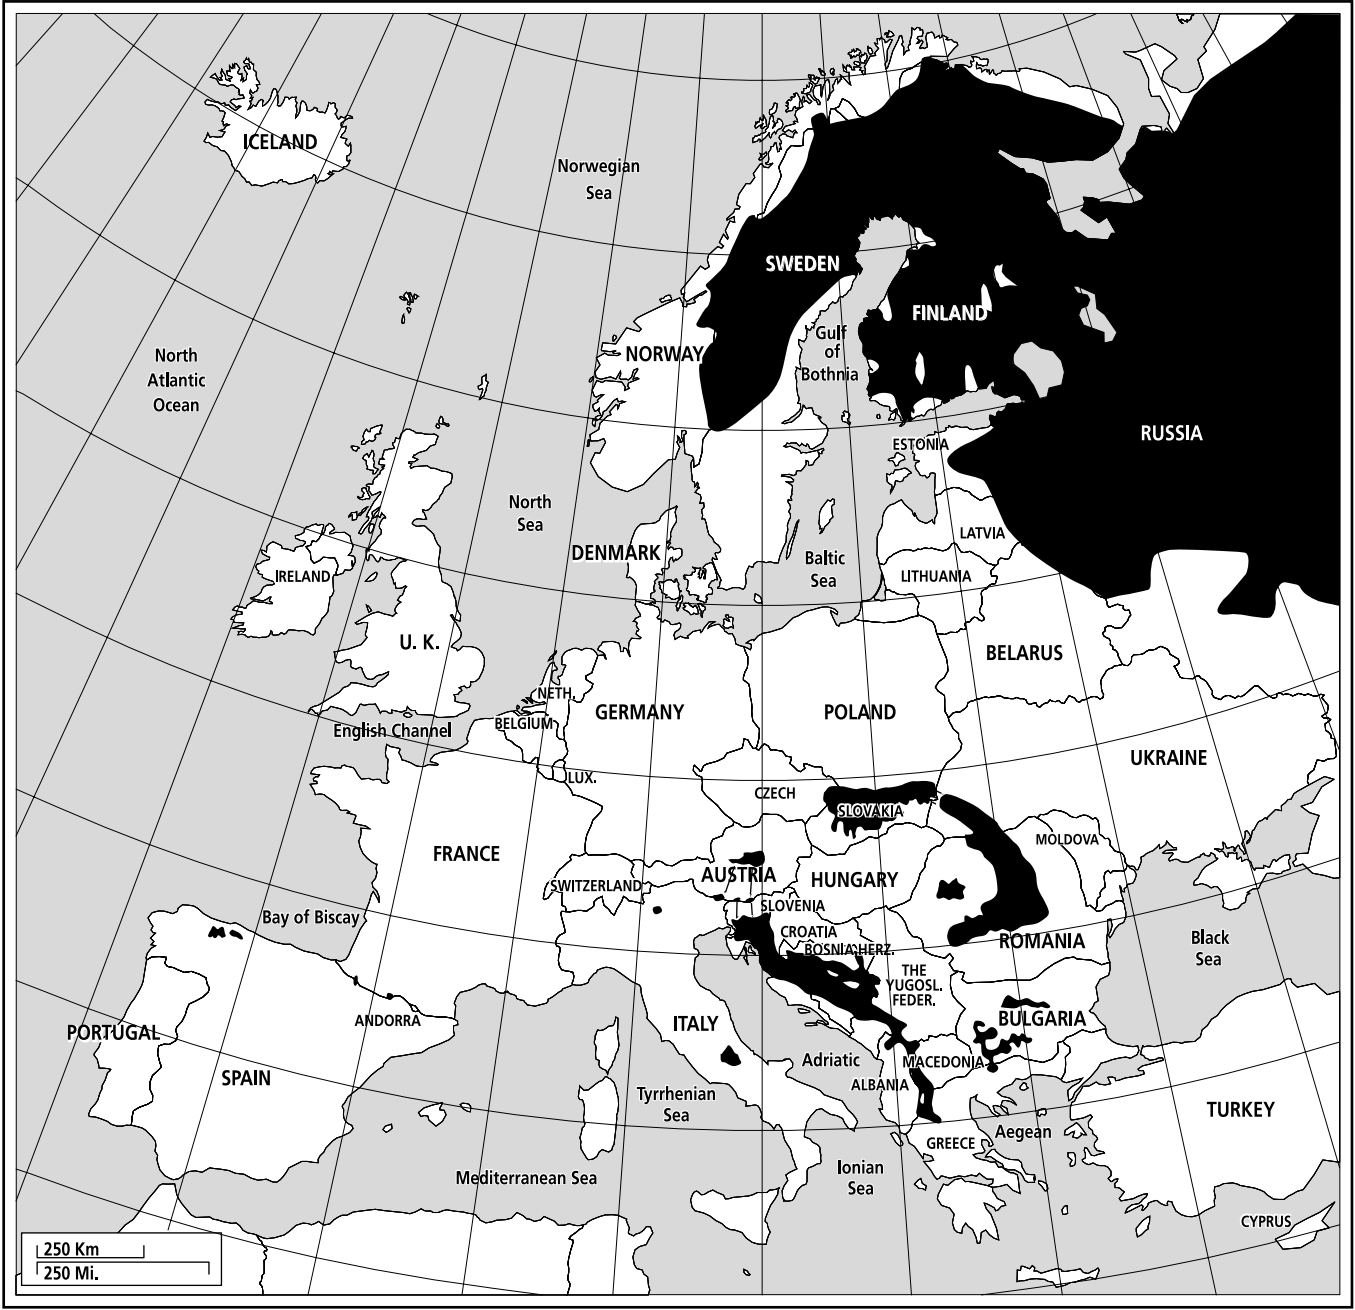 ICELAND
Norwegian
Sea
SWEDEN
FINLAND
Gulf
of
Bothnia
NORWAY
North
Atlantic
Ocean
RUSSIA
ESTONIA
North
Sea
LATVIA
DENMARK
Baltic
Sea
LITHUANIA
IRELAND
U. K.
BELARUS
NETH.
GERMANY
POLAND
BELGIUM
English Channel
UKRAINE
LUX.
CZECH
SLOVAKIA
MOLDOVA
FRANCE
AUSTRIA
HUNGARY
SWITZERLAND
SLOVENIA
Bay of Biscay
CROATIA
BOSNIA HERZ.
ROMANIA
Black
Sea
THE
YUGOSL.
FEDER.
ANDORRA
ITALY
BULGARIA
PORTUGAL
Adriatic
MACEDONIA
ALBANIA
SPAIN
Tyrrhenian
Sea
TURKEY
Aegean
GREECE
Mediterranean Sea
Ionian
Sea
CYPRUS
250 Km
250 Mi.